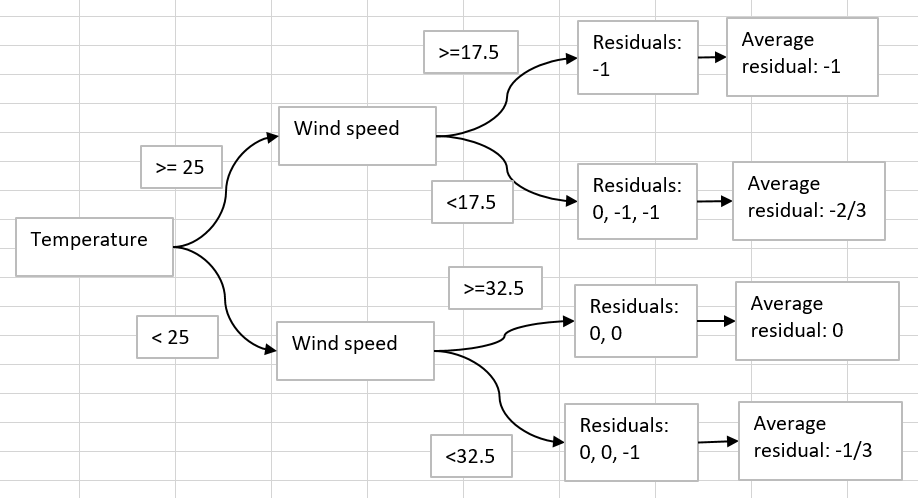 >=17.5
Residuals:
-1
Average
residual: -1
Wind speed
>= 25
<17.5
Residuals:
0, -1, -1
Average
residual: -2/3
Temperature
>=32.5
Residuals:
0, 0
Average
residual: 0
< 25
Wind speed
<32.5
Residuals:
0, 0, -1
Average
residual: -1/3